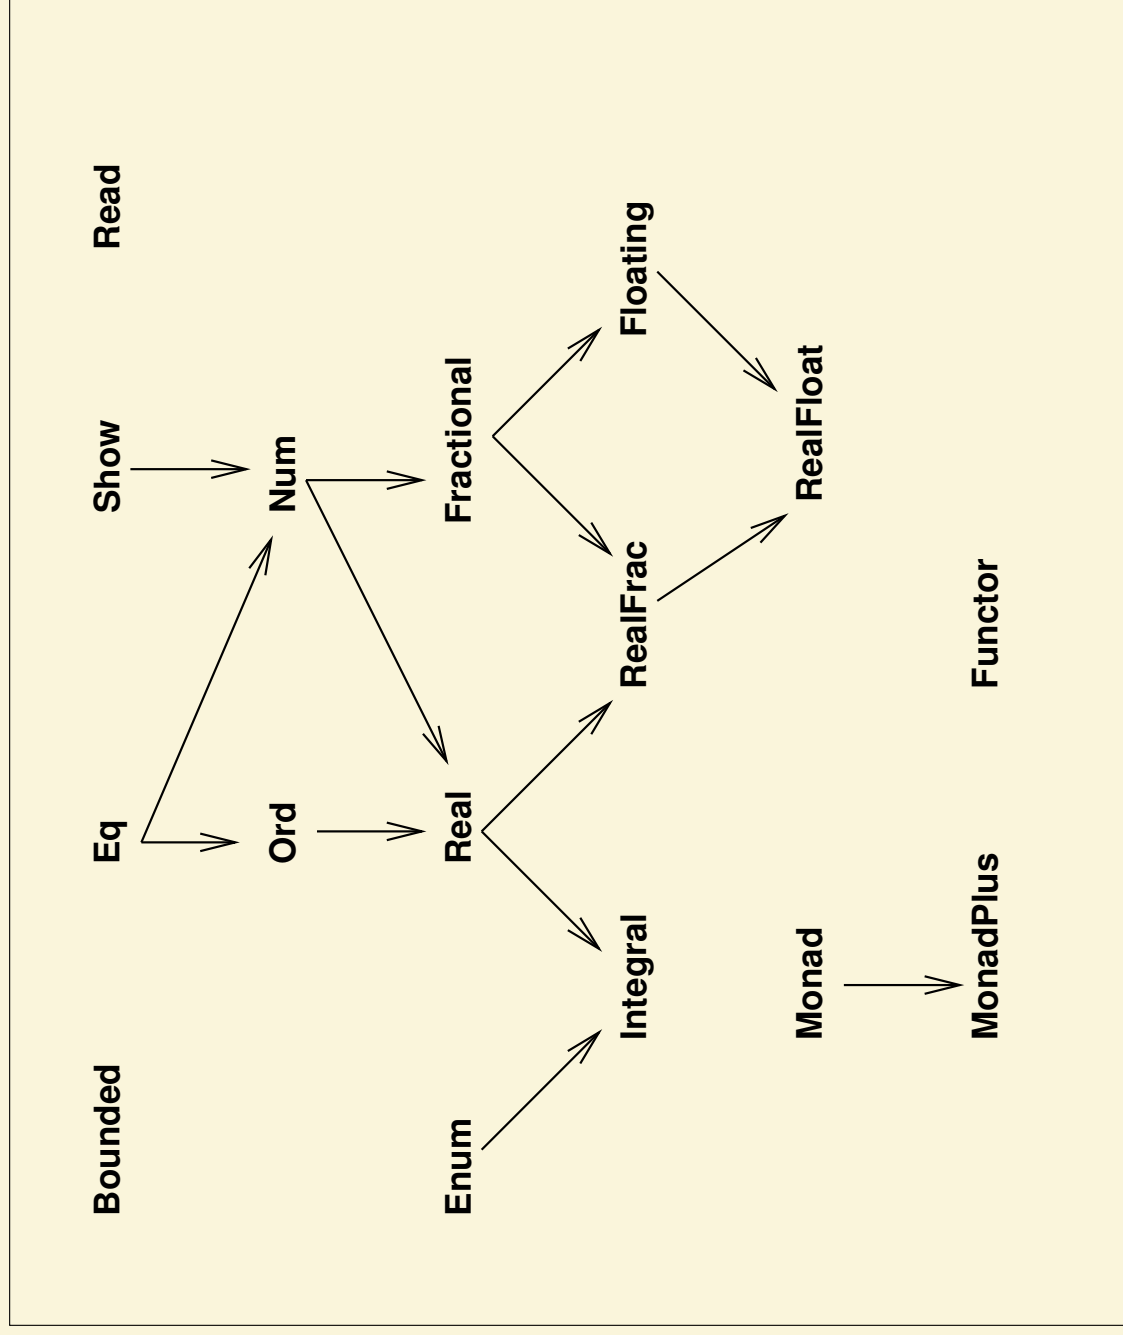 Bounded
Eq
Show
Read
Ord
Num
Enum
Real
Fractional
Integral
RealFrac
Floating
Monad
RealFloat
MonadPlus
Functor